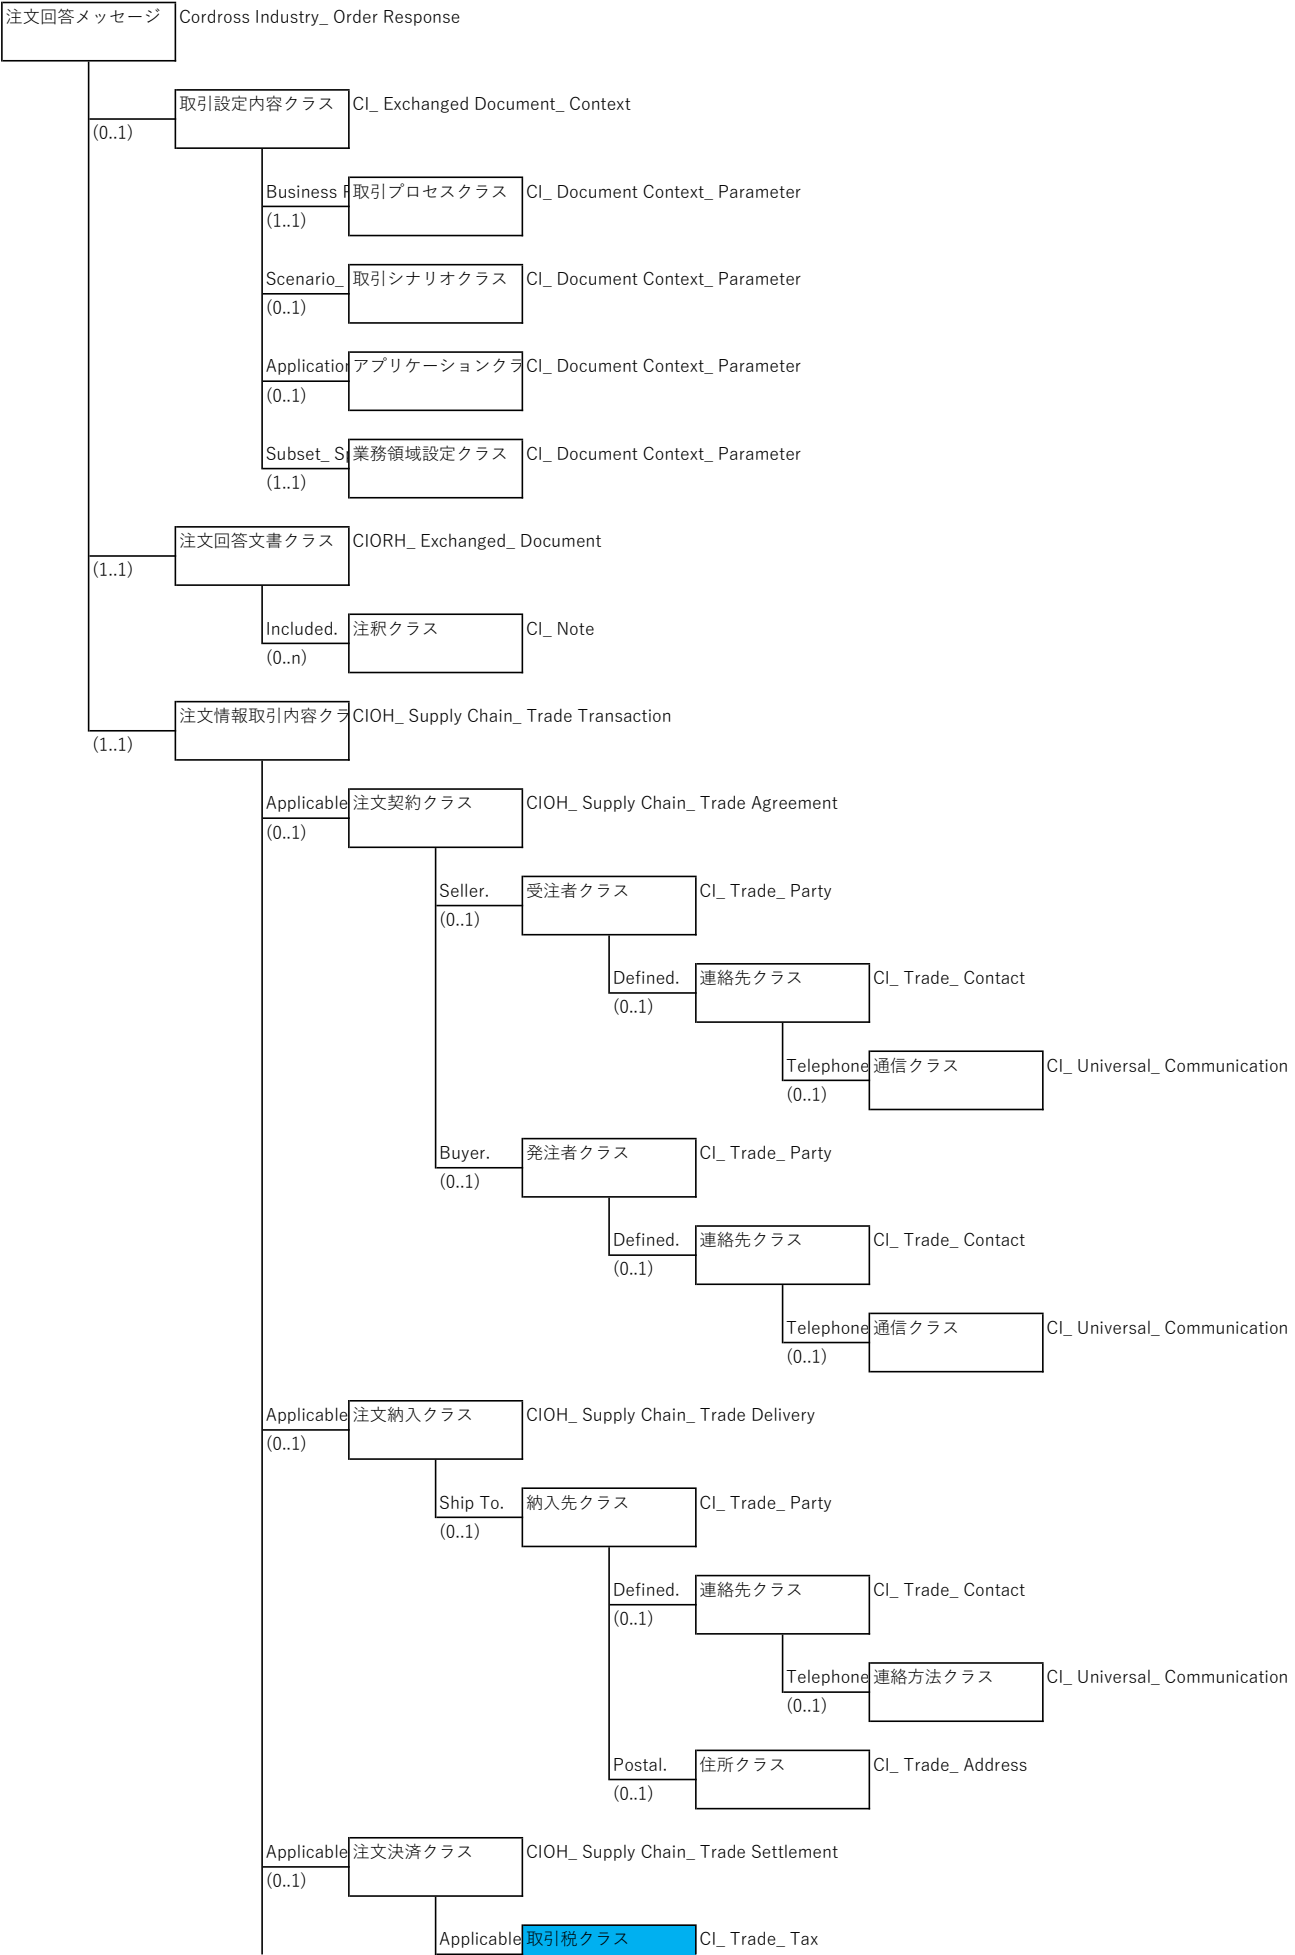 注文回答メッセージ Cordross Industry_ Order Response
取引設定内容クラス CI_ Exchanged Document_ Context
(0..1)
Business 取引プロセスクラス CI_ Document Context_ Parameter
(1..1)
Scenario_ 取引シナリオクラス CI_ Document Context_ Parameter
(0..1)
Application アプリケーションクラ CI_ Document Context_ Parameter
(0..1)
Subset_ 業務領域設定クラス CI_ Document Context_ Parameter
(1..1)
注文回答文書クラス CIORH_ Exchanged_ Document
(1..1)
Included. 注釈クラス CI_ Note
(0..n)
注文情報取引内容クラ CIOH_ Supply Chain_ Trade Transaction
(1..1)
Applicable 注文契約クラス CIOH_ Supply Chain_ Trade Agreement
(0..1)
Seller. 受注者クラス CI_ Trade_ Party
(0..1)
Defined. 連絡先クラス CI_ Trade_ Contact
(0..1)
Telephone 通信クラス CI_ Universal_ Communication
(0..1)
Buyer. 発注者クラス CI_ Trade_ Party
(0..1)
Defined. 連絡先クラス CI_ Trade_ Contact
(0..1)
Telephone 通信クラス CI_ Universal_ Communication
(0..1)
Applicable 注文納入クラス CIOH_ Supply Chain_ Trade Delivery
(0..1)
Ship To. 納入先クラス CI_ Trade_ Party
(0..1)
Defined. 連絡先クラス CI_ Trade_ Contact
(0..1)
Telephone 連絡方法クラス CI_ Universal_ Communication
(0..1)
Postal. 住所クラス CI_ Trade_ Address
(0..1)
Applicable 注文決済クラス CIOH_ Supply Chain_ Trade Settlement
(0..1)
Applicable 取引税クラス CI_ Trade_ Tax